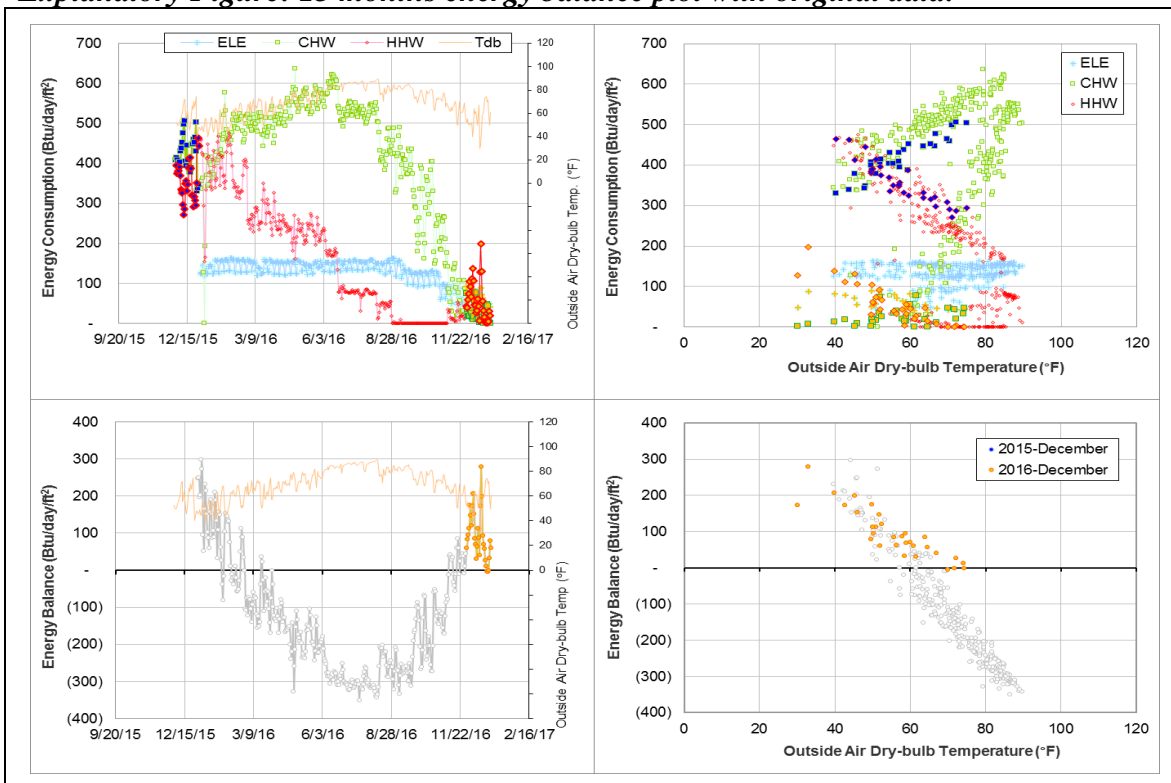 Explanatory Figure: 13 months energy balance plot with original data.
ELE CHW HHW Tdb
700
600
500
400
300
200
100
-
Energy Consumption (Btu/day/ft²)
120
100
80
60
40
20
0
Outside Air Dry-bulb Temp. (°F)
9/20/15 12/15/15 3/9/16 6/3/16 8/28/16 11/22/16 2/16/17
ELE
CHW
HHW
700
600
500
400
300
200
100
-
Energy Consumption (Btu/day/ft²)
0 20 40 60 80 100 120
Outside Air Dry-bulb Temperature (°F)
400
300
200
100
-
(100)
(200)
(300)
(400)
Energy Balance (Btu/day/ft²)
120
100
80
60
40
20
0
Outside Air Dry-bulb Temp (°F)
9/20/15 12/15/15 3/9/16 6/3/16 8/28/16 11/22/16 2/16/17
2015-December
2016-December
400
300
200
100
-
(100)
(200)
(300)
(400)
Energy Balance (Btu/day/ft²)
0 20 40 60 80 100 120
Outside Air Dry-bulb Temperature (°F)